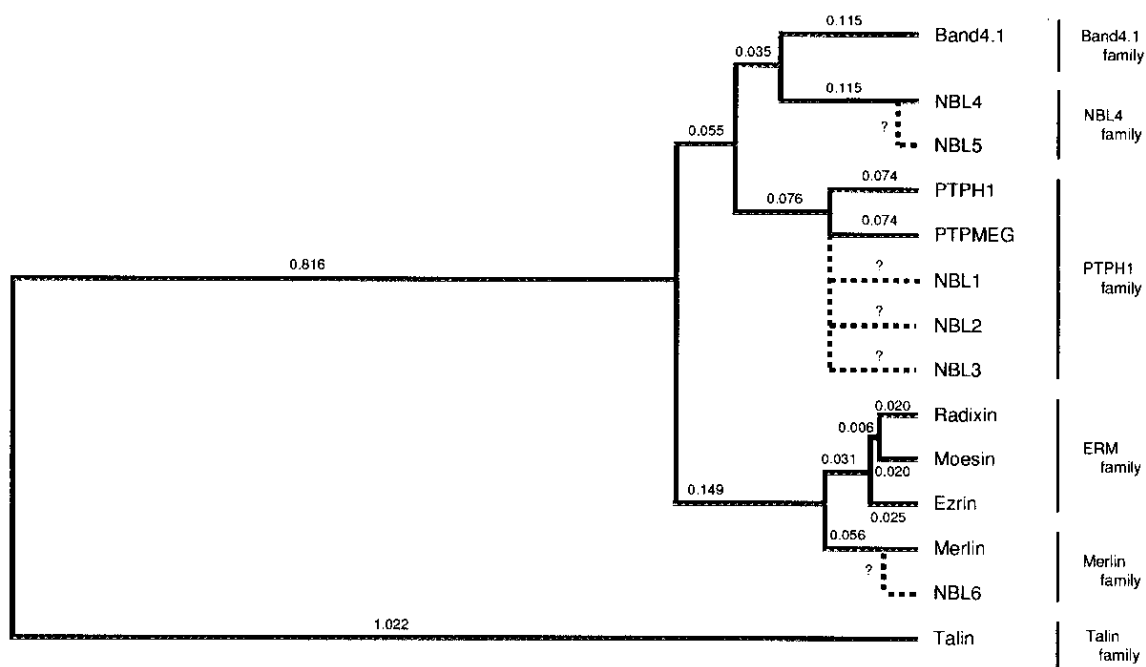 0.115
Band4.1
Band4.1
family
0.035
0.115
NBL4
NBL4
family
?
NBL5
0.055
0.074
PTPH1
0.076
0.074
PTPMEG
PTPH1
family
?
NBL1
0.816
?
NBL2
?
NBL3
0.020
Radixin
0.006
ERM
family
0.031
Moesin
0.020
0.149
Ezrin
0.025
0.056
Merlin
Merlin
family
?
NBL6
1.022
Talin
Talin
family